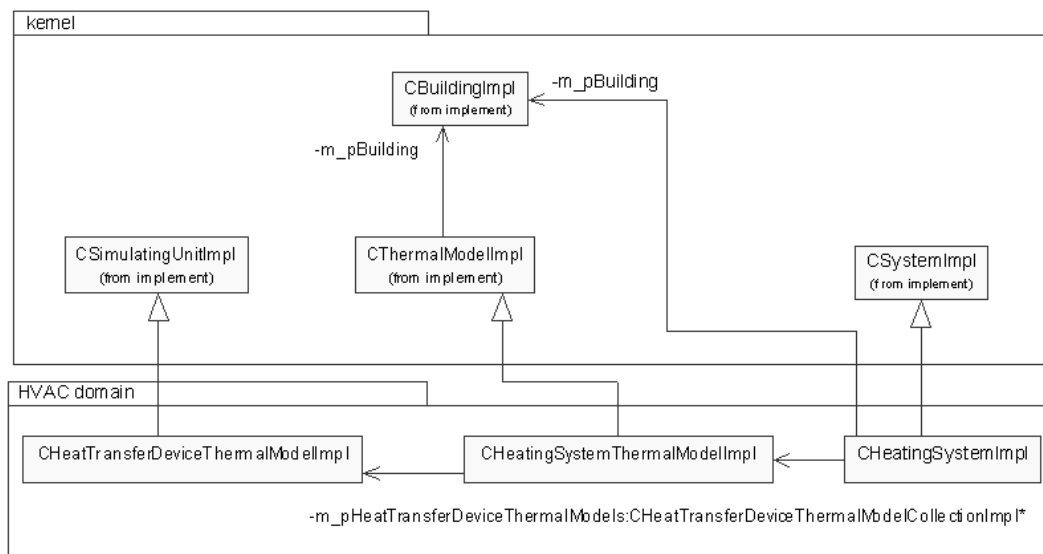 kernel
CBuildingImpl
(from implement)
-m_pBuilding
-m_pBuilding
CSimulatingUnitImpl
(from implement)
CThermalModelImpl
(from implement)
CSystemImpl
(from implement)
HVAC domain
CHeatTransferDeviceThermalModelImpl
CHeatingSystemThermalModelImpl
CHeatingSystemImpl
-m_pHeatTransferDeviceThermalModels:CHeatTransferDeviceThermalModelCollectionImpl*